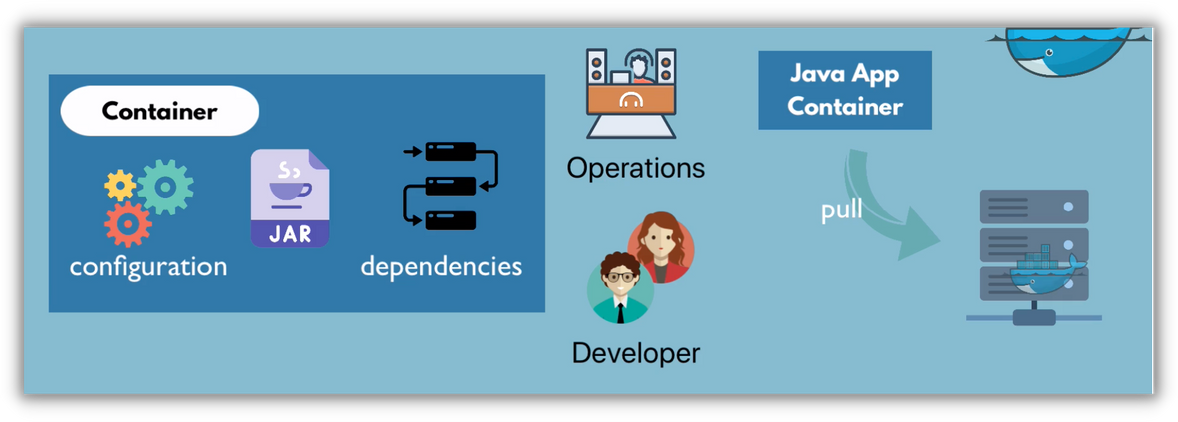 Container
JAR
configuration
dependencies
Operations
Developer
Java App
Container
pull